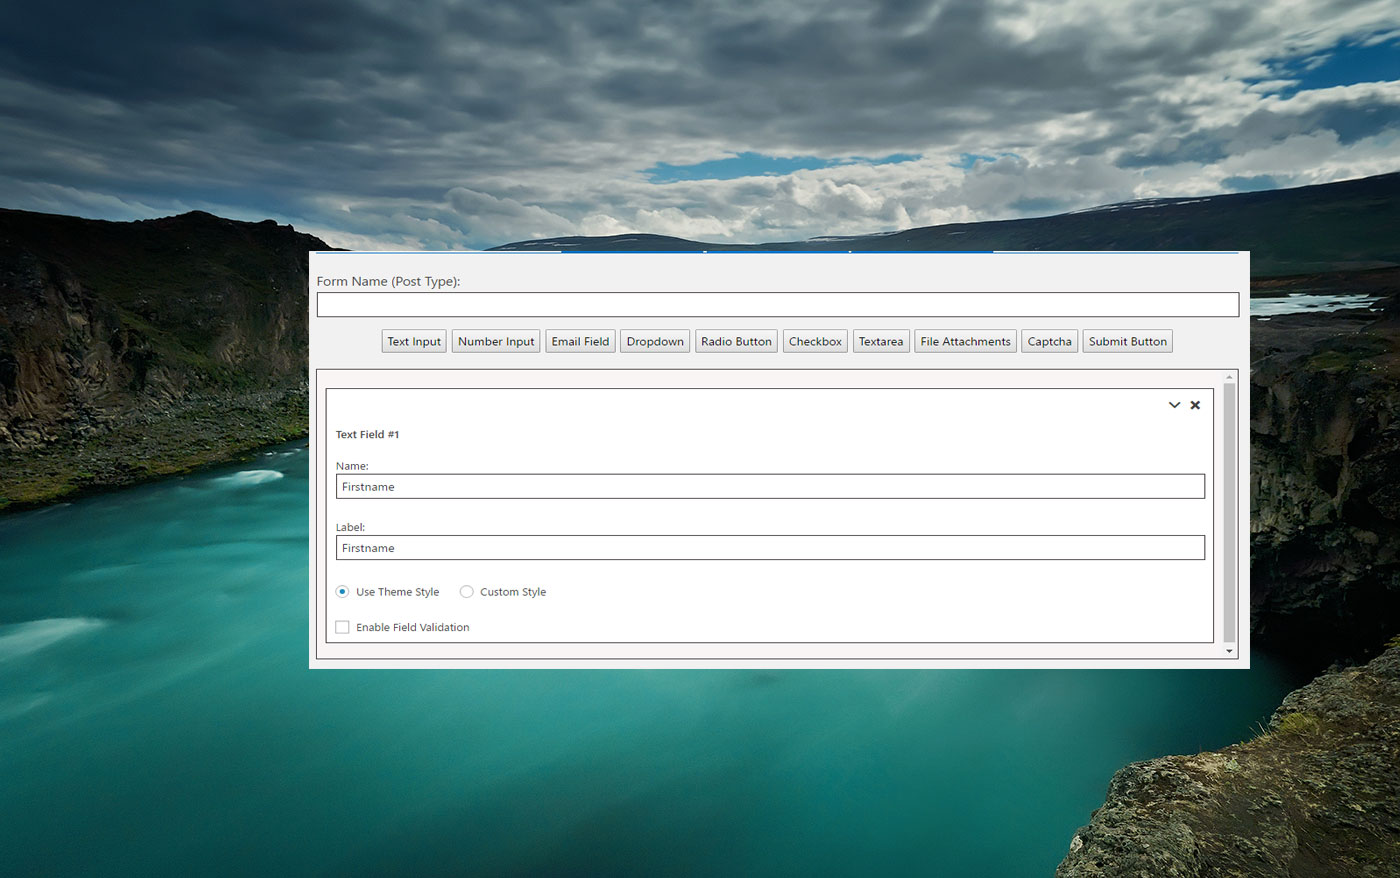 Form Name (Post Type):
Text Input Number Input Email Field Dropdown Radio Button Checkbox Textarea File Attachments Captcha Submit Button
Text Field #1
Name:
Firstname
Label:
Firstname
Use Theme Style Custom Style
Enable Field Validation